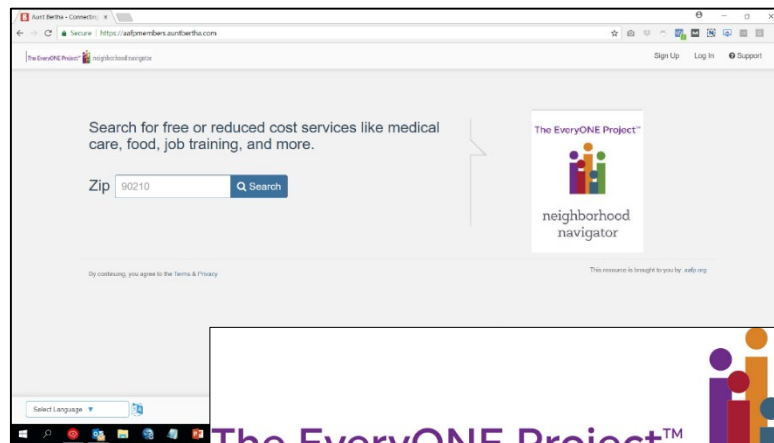 Aunt Bertha - Connecting
Secure | https://aafpmembers.auntbertha.com
The EveryONE Project™ neighborhood navigator
Sign Up Log In Support
Search for free or reduced cost services like medical
care, food, job training, and more.
Zip 90210 Search
The EveryONE Project™
neighborhood
navigator
By continuing, you agree to the Terms & Privacy
This resource is brought to you by aafp.org
Select Language
The EveryONE Project™